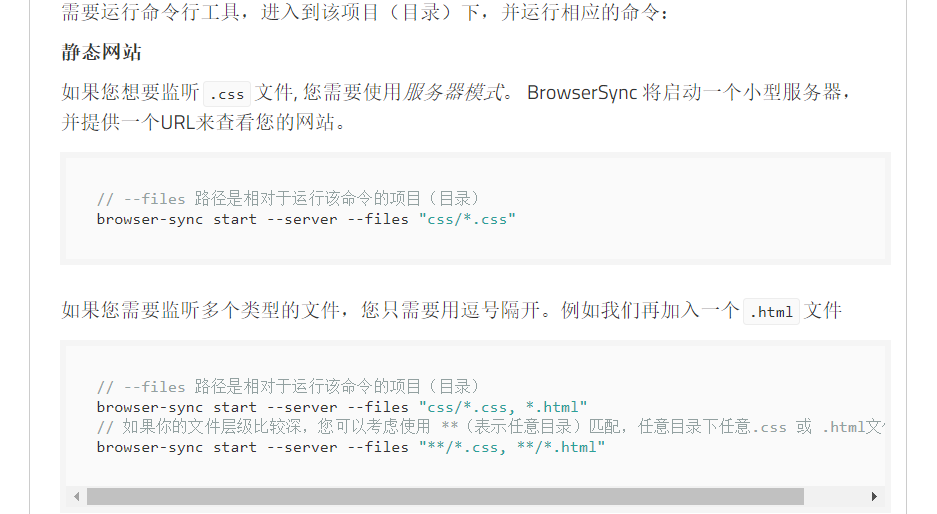 需要运行命令行工具，进入到该项目（目录）下，并运行相应的命令：
静态网站
如果您想要监听 .css 文件, 您需要使用服务器模式。 BrowserSync 将启动一个小型服务器，
并提供一个URL来查看您的网站。
// --files 路径是相对于运行该命令的项目（目录）
browser-sync start --server --files "css/*.css"
如果您需要监听多个类型的文件，您只需要用逗号隔开。例如我们再加入一个 .html 文件
// --files 路径是相对于运行该命令的项目（目录）
browser-sync start --server --files "css/*.css, *.html"
// 如果你的文件层级比较深，您可以考虑使用 **（表示任意目录）匹配，任意目录下任意.css 或 .html文
browser-sync start --server --files "**/*.css, **/*.html"